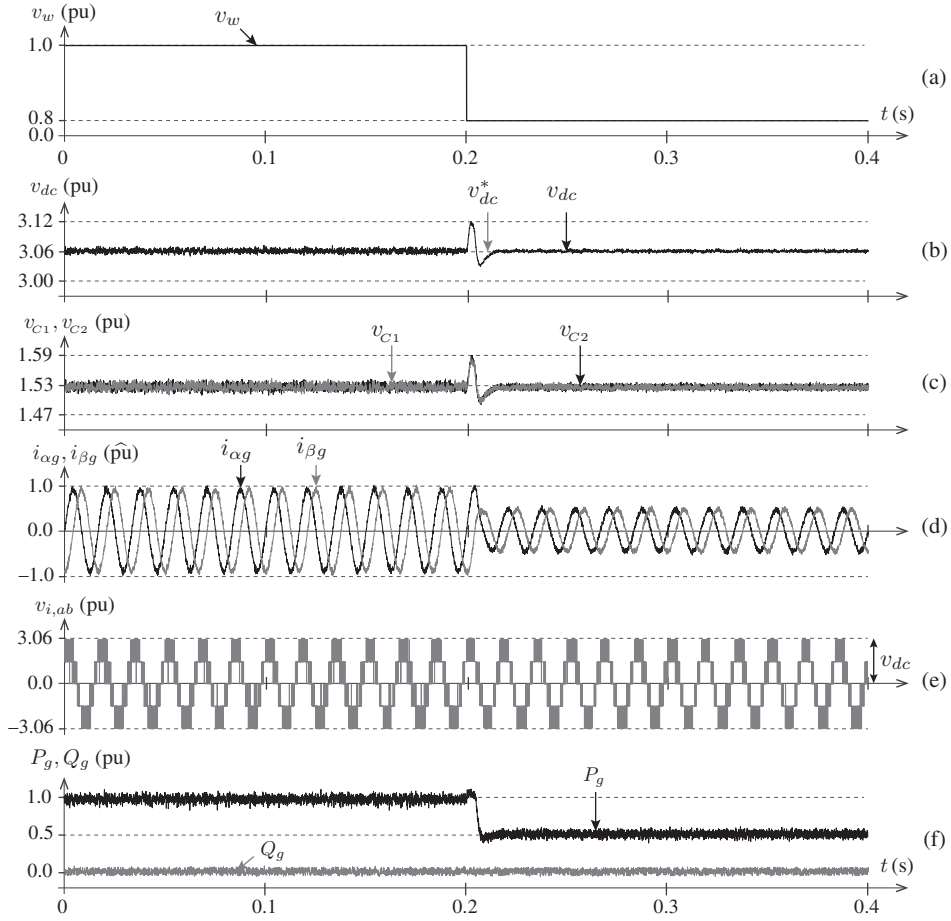 v_w (pu)
v_w
1.0
(a)
0.8
t (s)
0.0
0 0.1 0.2 0.3 0.4
v_dc (pu)
v*_dc v_dc
3.12
3.06
(b)
3.00
v_C1, v_C2 (pu)
v_C1 v_C2
1.59
1.53
(c)
1.47
i_αg, i_βg (p̂u)
i_αg i_βg
1.0
0.0
(d)
−1.0
v_i,ab (pu)
3.06
v_dc
0.0
(e)
−3.06
P_g, Q_g (pu)
P_g
1.0
0.5
(f)
Q_g
t (s)
0.0
0 0.1 0.2 0.3 0.4